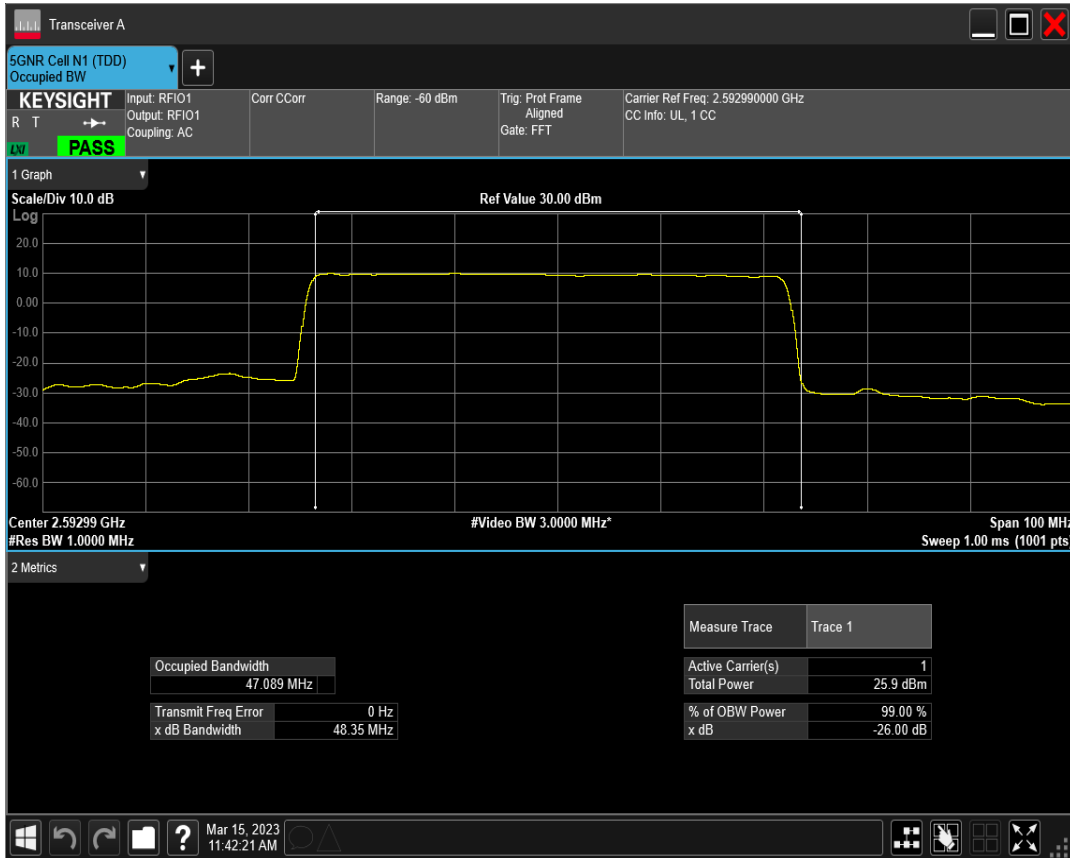 Transceiver A
5GNR Cell N1 (TDD)
Occupied BW
+
KEYSIGHT
R T
LXI
PASS
Input: RFIO1
Output: RFIO1
Coupling: AC
Corr CCorr
Range: -60 dBm
Trig: Prot Frame
Aligned
Gate: FFT
Carrier Ref Freq: 2.592990000 GHz
CC Info: UL, 1 CC
1 Graph
Scale/Div 10.0 dB
Ref Value 30.00 dBm
Log
20.0
10.0
0.00
-10.0
-20.0
-30.0
-40.0
-50.0
-60.0
Center 2.59299 GHz
#Video BW 3.0000 MHz*
Span 100 MHz
#Res BW 1.0000 MHz
Sweep 1.00 ms (1001 pts)
2 Metrics
Measure Trace Trace 1
Occupied Bandwidth
47.089 MHz
Transmit Freq Error 0 Hz
x dB Bandwidth 48.35 MHz
Active Carrier(s) 1
Total Power 25.9 dBm
% of OBW Power 99.00 %
x dB -26.00 dB
?
Mar 15, 2023
11:42:21 AM